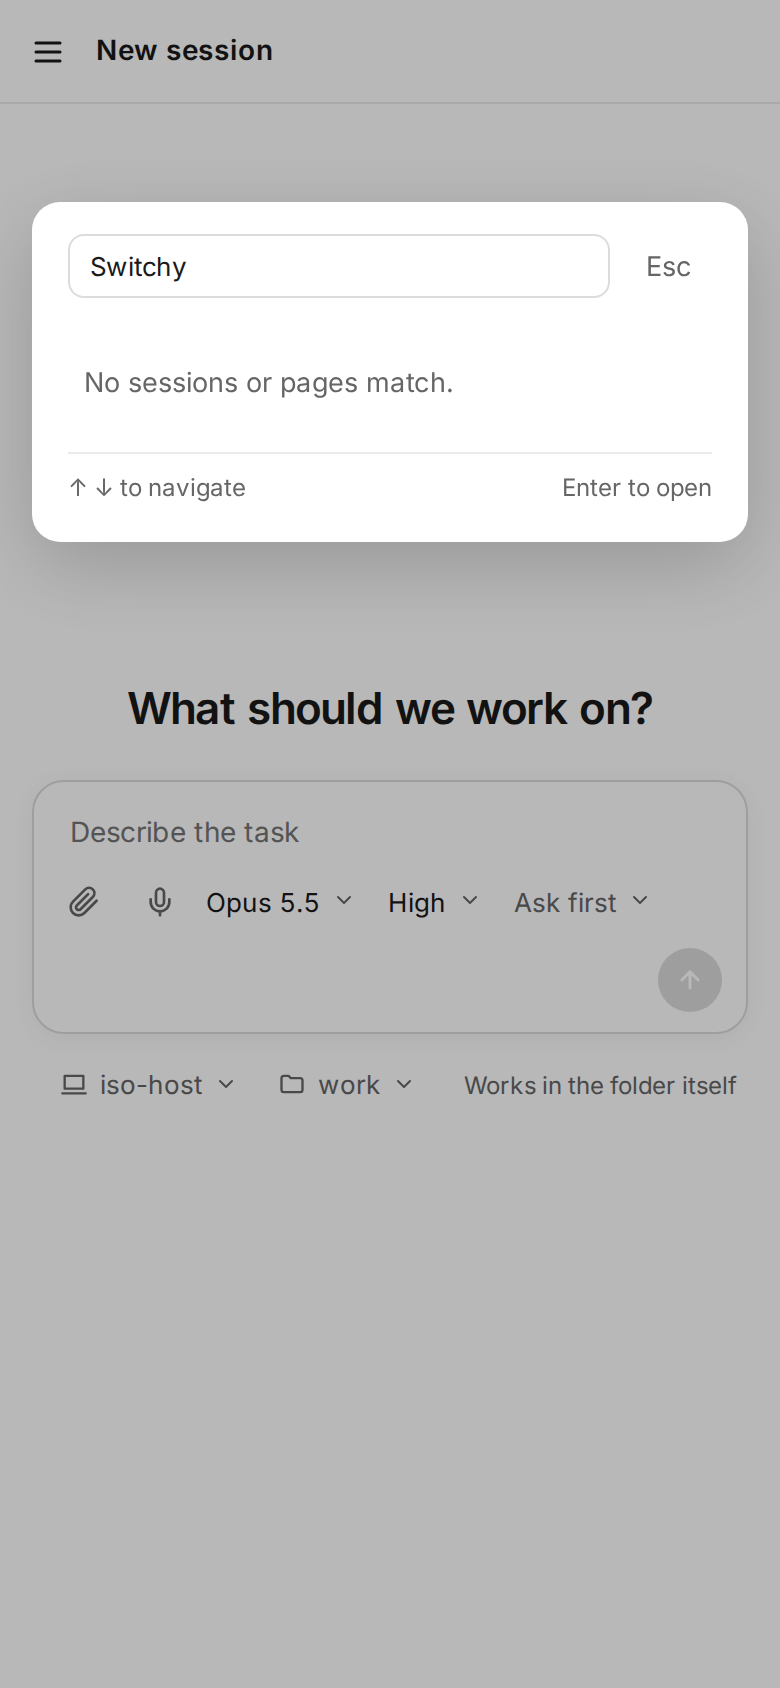 New session
Switchy
Esc
No sessions or pages match.
↑ ↓ to navigate
Enter to open
What should we work on?
Describe the task
Opus 5.5
High
Ask first
iso-host
work
Works in the folder itself